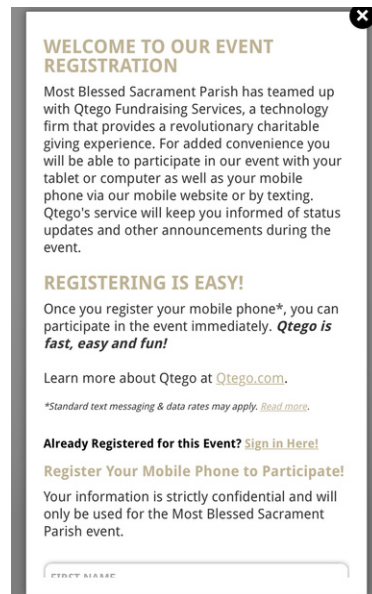 WELCOME TO OUR EVENT
REGISTRATION
Most Blessed Sacrament Parish has teamed up
with Qtego Fundraising Services, a technology
firm that provides a revolutionary charitable
giving experience. For added convenience you
will be able to participate in our event with your
tablet or computer as well as your mobile
phone via our mobile website or by texting.
Qtego's service will keep you informed of status
updates and other announcements during the
event.
REGISTERING IS EASY!
Once you register your mobile phone*, you can
participate in the event immediately. Qtego is
fast, easy and fun!
Learn more about Qtego at Qtego.com.
*Standard text messaging & data rates may apply. Read more.
Already Registered for this Event? Sign in Here!
Register Your Mobile Phone to Participate!
Your information is strictly confidential and will
only be used for the Most Blessed Sacrament
Parish event.
FIRST NAME